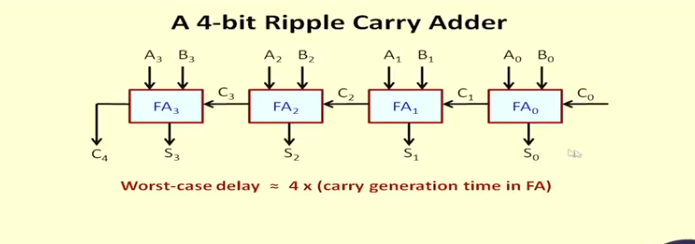 A 4-bit Ripple Carry Adder
A₃ B₃ A₂ B₂ A₁ B₁ A₀ B₀
FA₃ C₃ FA₂ C₂ FA₁ C₁ FA₀ C₀
C₄ S₃ S₂ S₁ S₀
Worst-case delay ≈ 4 x (carry generation time in FA)